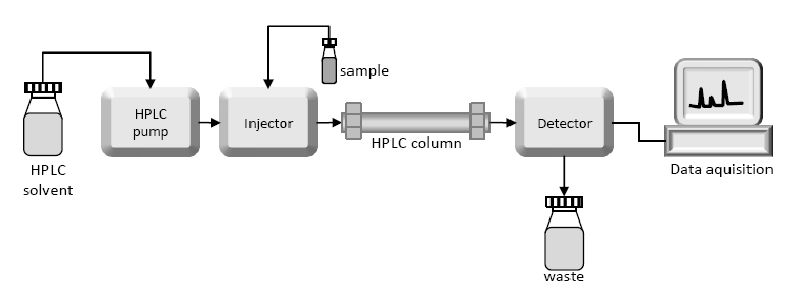 sample
HPLC
pump
Injector
Detector
HPLC column
HPLC
solvent
Data aquisition
waste